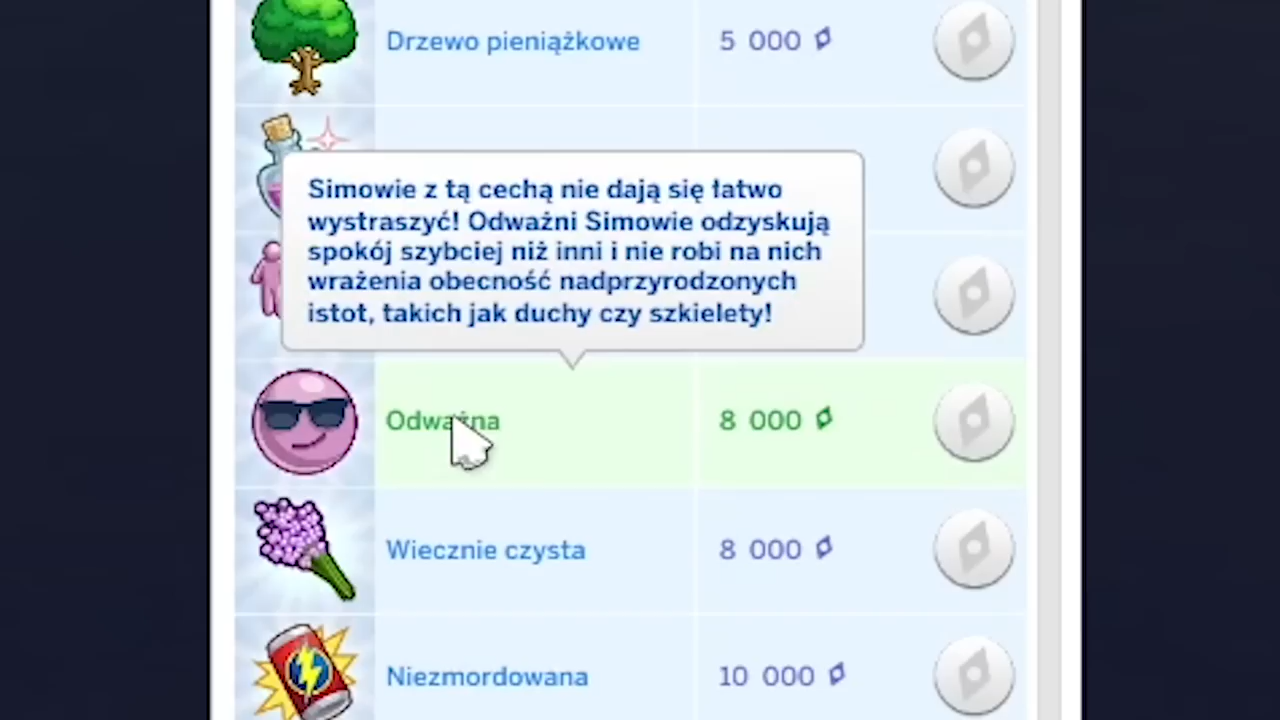 Drzewo pieniążkowe 5 000
Simowie z tą cechą nie dają się łatwo
wystraszyć! Odważni Simowie odzyskują
spokój szybciej niż inni i nie robi na nich
wrażenia obecność nadprzyrodzonych
istot, takich jak duchy czy szkielety!
Odważna 8 000
Wiecznie czysta 8 000
Niezmordowana 10 000